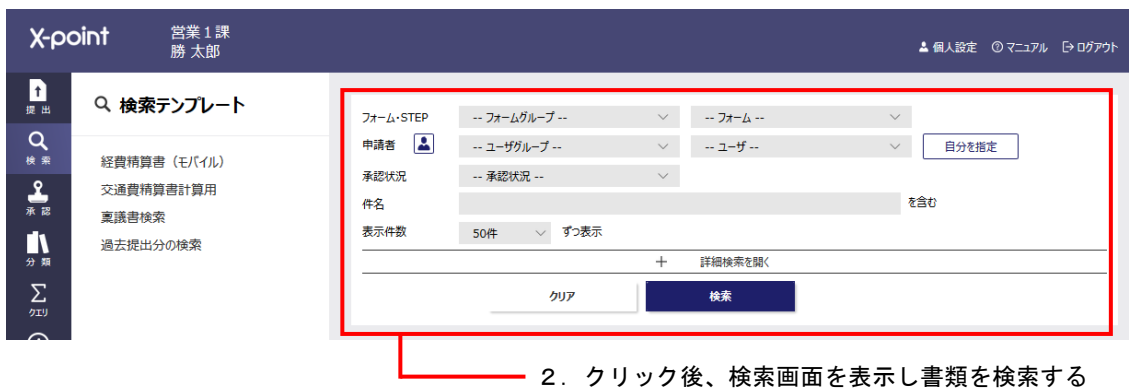 X-point
営業１課
勝 太郎
個人設定 マニュアル ログアウト
提 出
検 索
承 認
分 類
クエリ
検索テンプレート
経費精算書（モバイル）
交通費精算書計算用
稟議書検索
過去提出分の検索
フォーム・STEP -- フォームグループ -- -- フォーム --
申請者 -- ユーザグループ -- -- ユーザ -- 自分を指定
承認状況 -- 承認状況 --
件名 を含む
表示件数 50件 ずつ表示
＋ 詳細検索を開く
クリア 検索
２．クリック後、検索画面を表示し書類を検索する